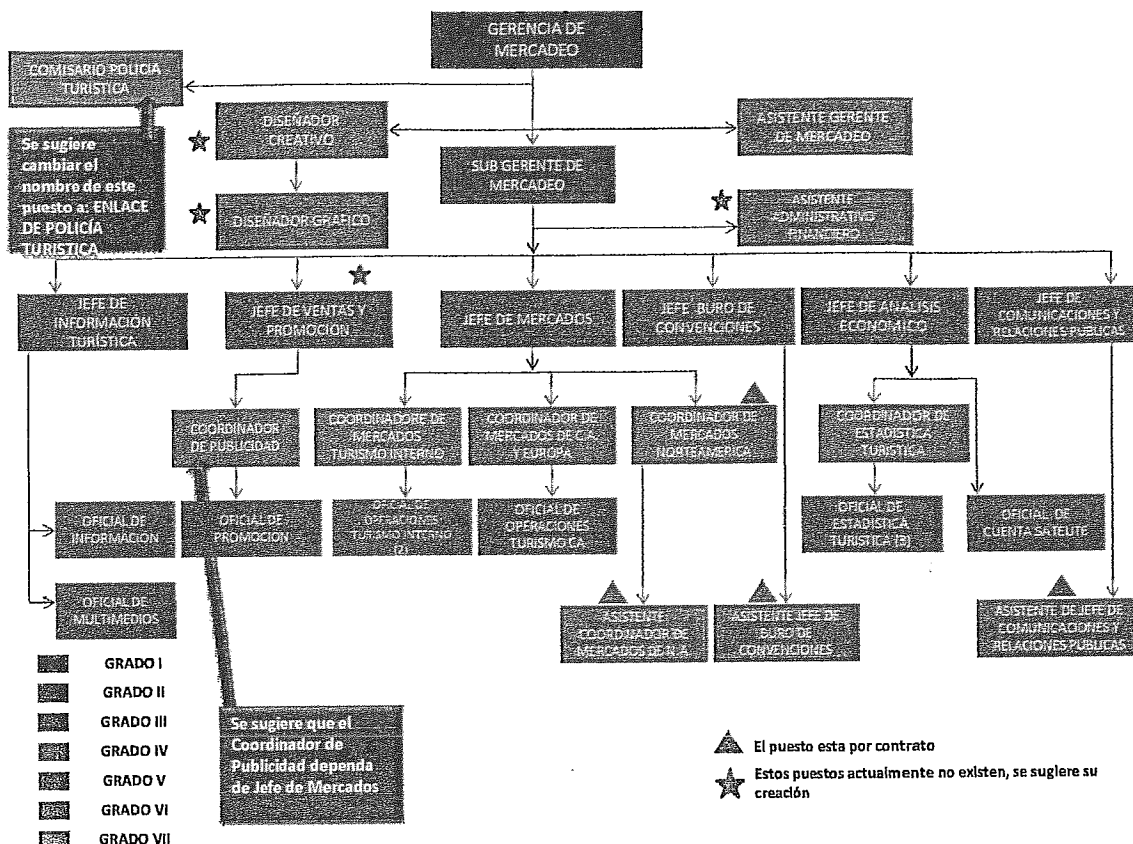 GERENCIA DE
MERCADEO
COMISARIO POLICÍA
TURÍSTICA
DISEÑADOR
CREATIVO
ASISTENTE GERENTE
DE MERCADEO
Se sugiere
cambiar el
nombre de este
puesto a: ENLACE
DE POLICÍA
TURISTICA
SUB GERENTE DE
MERCADEO
DISEÑADOR GRAFICO
ASISTENTE
ADMINISTRATIVO
FINANCIERO
JEFE DE
INFORMACIÓN
TURÍSTICA
JEFE DE VENTAS Y
PROMOCION
JEFE DE MERCADOS
JEFE BURO DE
CONVENCIONES
JEFE DE ANALISIS
ECONOMICO
JEFE DE
COMUNICACIONES Y
RELACIONES PUBLICAS
COORDINADOR
DE PUBLICIDAD
COORDINADORE DE
MERCADOS
TURISMO INTERNO
COORDINADOR DE
MERCADOS DE C.A.
Y EUROPA
COORDINADOR DE
MERCADOS
NORTEAMERICA
COORDINADOR DE
ESTADISTICA
TURISTICA
OFICIAL DE
INFORMACIÓN
OFICIAL DE
PROMOCION
OFICIAL DE
OPERACIONES
TURISMO INTERNO
(2)
OFICIAL DE
OPERACIONES
TURISMO CA.
OFICIAL DE
ESTADISTICA
TURISTICA (3)
OFICIAL DE
CUENTA SATELITE
OFICIAL DE
MULTIMEDIOS
ASISTENTE
COORDINADOR DE
MERCADOS DE N. A
ASISTENTE JEFE DE
BURO DE
CONVENCIONES
ASISTENTE DE JEFE DE
COMUNICACIONES Y
RELACIONES PUBLICAS
GRADO I
GRADO II
GRADO III
GRADO IV
GRADO V
GRADO VI
GRADO VII
Se sugiere que el
Coordinador de
Publicidad dependa
de Jefe de Mercados
El puesto esta por contrato
Estos puestos actualmente no existen, se sugiere su
creación